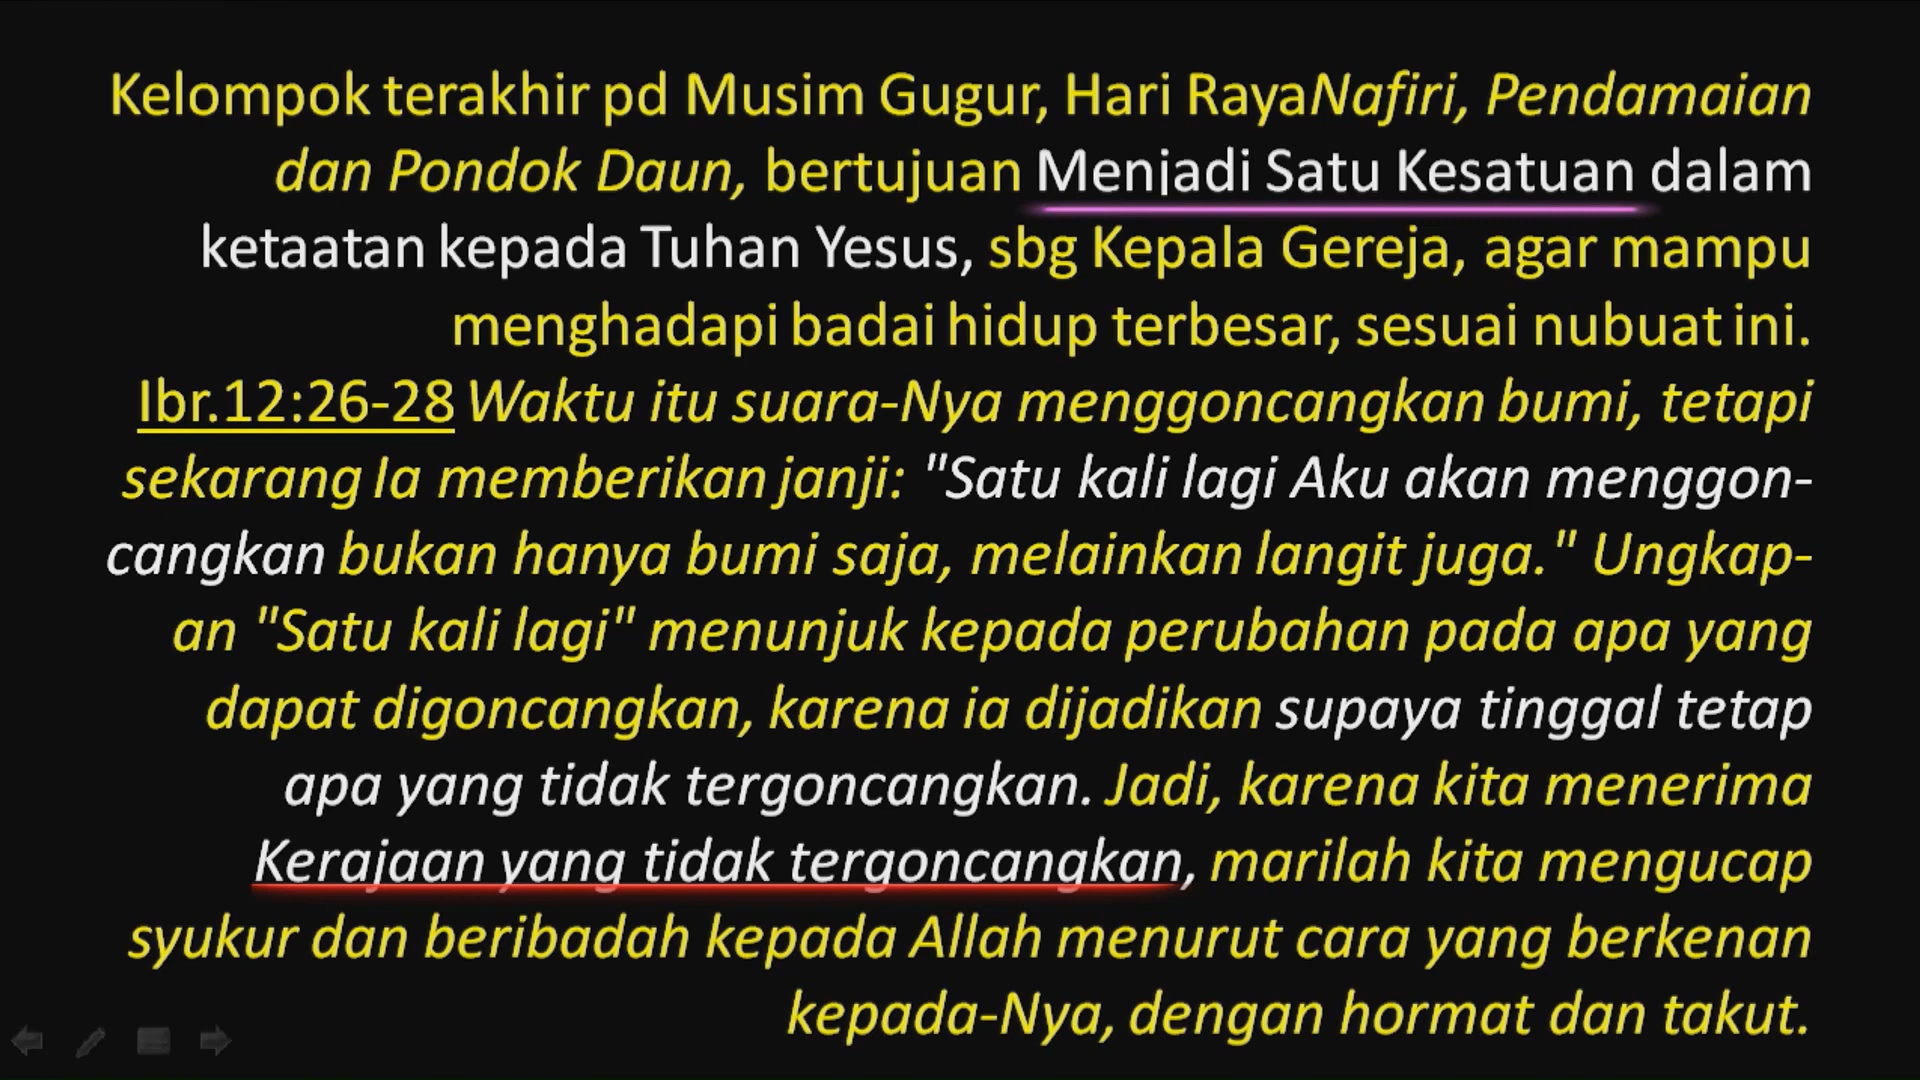 Kelompok terakhir pd Musim Gugur, Hari RayaNafiri, Pendamaian
dan Pondok Daun, bertujuan Menjadi Satu Kesatuan dalam
ketaatan kepada Tuhan Yesus, sbg Kepala Gereja, agar mampu
menghadapi badai hidup terbesar, sesuai nubuat ini.
Ibr.12:26-28 Waktu itu suara-Nya menggoncangkan bumi, tetapi
sekarang Ia memberikan janji: "Satu kali lagi Aku akan menggon-
cangkan bukan hanya bumi saja, melainkan langit juga." Ungkap-
an "Satu kali lagi" menunjuk kepada perubahan pada apa yang
dapat digoncangkan, karena ia dijadikan supaya tinggal tetap
apa yang tidak tergoncangkan. Jadi, karena kita menerima
Kerajaan yang tidak tergoncangkan, marilah kita mengucap
syukur dan beribadah kepada Allah menurut cara yang berkenan
kepada-Nya, dengan hormat dan takut.